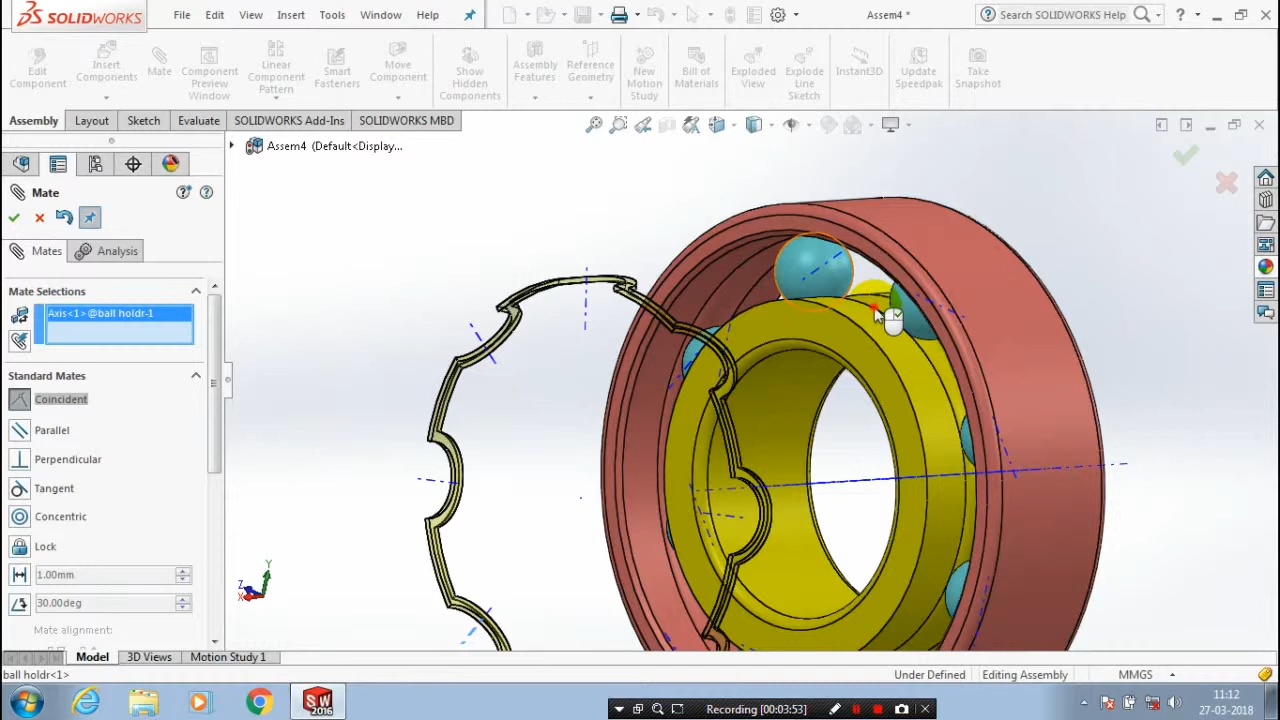 SOLIDWORKS File Edit View Insert Tools Toolbox Window Help Assem4 * Search SOLIDWORKS Help ?
Edit Component
Insert Components
Mate
Component Preview Window
Linear Component Pattern
Smart Fasteners
Move Component
Show Hidden Components
Assembly Features
Reference Geometry
New Motion Study
Bill of Materials
Exploded View
Explode Line Sketch
Instant3D
Update Speedpak
Take Snapshot
Assembly Layout Sketch Evaluate SOLIDWORKS Add-Ins SOLIDWORKS MBD
Assem4 (Default<Display...
Mate
Mates Analysis
Mate Selections
Axis<1>@ball holdr-1
Standard Mates
Coincident
Parallel
Perpendicular
Tangent
Concentric
Lock
1.00mm
30.00deg
Mate alignment:
Y
Z
X
Model 3D Views Motion Study 1
ball holdr<1> Under Defined Editing Assembly MMGS
SW 2016
Recording [00:03:53]
11:12
27-03-2018